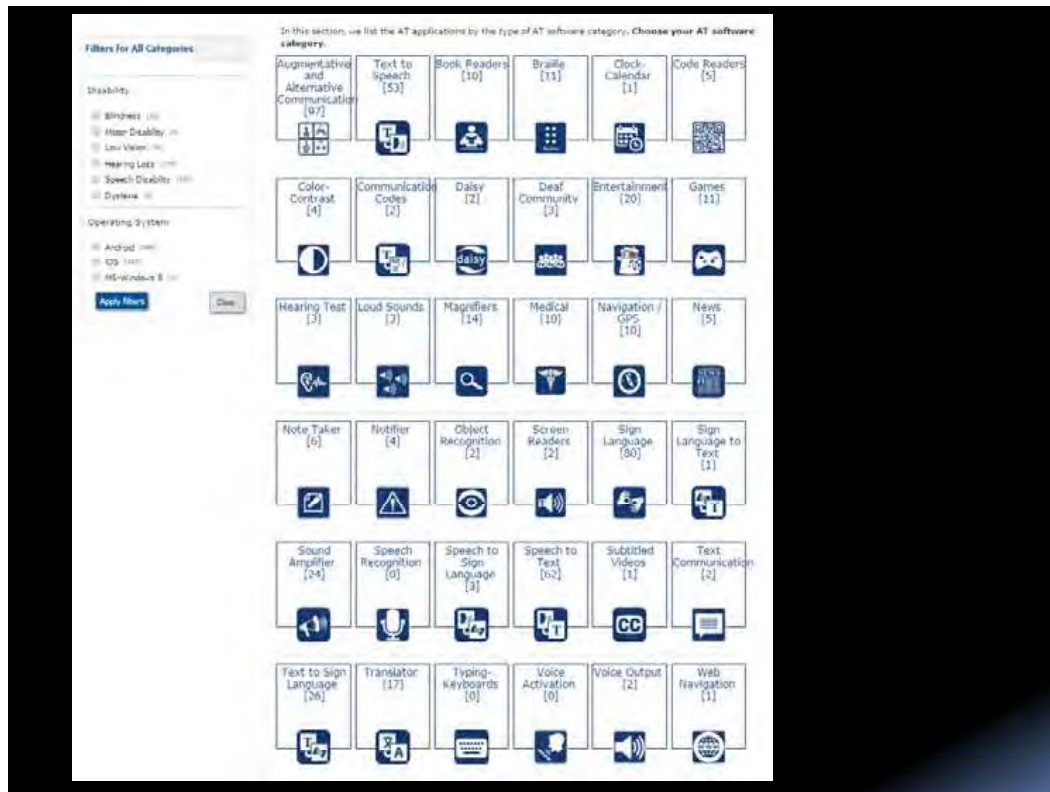 In this section, we list the AT applications by the type of AT software category. Choose your AT software
category.
Filters for All Categories
Disability
Blindness
Motor Disability
Low Vision
Hearing Loss
Speech Disability
Dyslexia
Operating System
Android
iOS
MS-Windows 8
Apply filters
Clear
Augmentative
and
Alternative
Communication
[97]
Text to
Speech
[53]
Book Readers
[10]
Braille
[11]
Clock-
Calendar
[1]
Code Readers
[5]
Color-
Contrast
[4]
Communication
Codes
[2]
Daisy
[2]
daisy
Deaf
Community
[3]
Entertainment
[20]
Games
[11]
Hearing Test
[3]
Loud Sounds
[3]
Magnifiers
[14]
Medical
[10]
Navigation /
GPS
[10]
News
[5]
Note Taker
[6]
Notifier
[4]
Object
Recognition
[2]
Screen
Readers
[2]
Sign
Language
[80]
Sign
Language to
Text
[1]
Sound
Amplifier
[24]
Speech
Recognition
[0]
Speech to
Sign
Language
[3]
Speech to
Text
[62]
Subtitled
Videos
[1]
CC
Text
Communication
[2]
Text to Sign
Language
[26]
Translator
[17]
Typing-
Keyboards
[0]
Voice
Activation
[0]
Voice Output
[2]
Web
Navigation
[1]